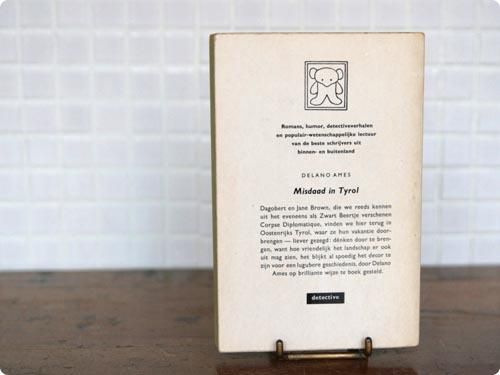 Romans, humor, detectiveverhalen
en populair-wetenschappelijke lectuur
van de beste schrijvers uit
binnen- en buitenland
DELANO AMES
Misdaad in Tyrol
Dagobert en Jane Brown, die we reeds kennen
uit het eveneens als Zwart Beertje verschenen
Corpse Diplomatique, vinden we hier terug in
Oostenrijks Tyrol, waar ze hun vakantie door-
brengen — liever gezegd: dénken door te bren-
gen, want hoe vriendelijk het landschap er ook
uit mag zien, het blijkt al spoedig het decor te
zijn voor een lugubere geschiedenis, door Delano
Ames op briljante wijze te boek gesteld.
detective